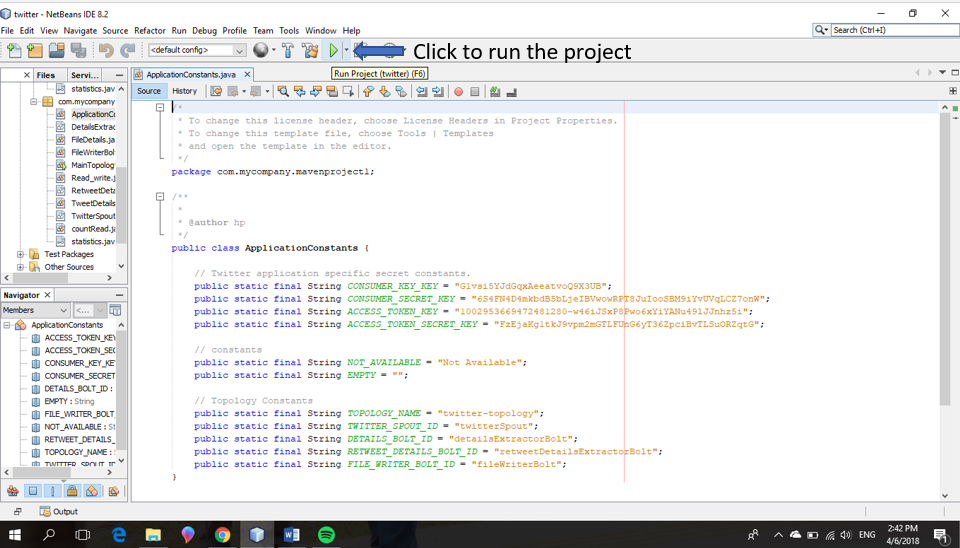 twitter - NetBeans IDE 8.2
File Edit View Navigate Source Refactor Run Debug Profile Team Tools Window Help
Search (Ctrl+I)
<default config>
Click to run the project
Run Project (twitter) (F6)
Files
Servi...
ApplicationConstants.java
Source
History
statistics.jav
com.mycompany
ApplicationCo
DetailsExtrac
FileDetails.ja
FileWriterBol
MainTopology
Read_write.j
RetweetDeta
TweetDetails
TwitterSpout
countRead.ja
statistics.jav
Test Packages
Other Sources
/*
* To change this license header, choose License Headers in Project Properties.
* To change this template file, choose Tools | Templates
* and open the template in the editor.
*/
package com.mycompany.mavenproject1;
/**
*
* @author hp
*/
public class ApplicationConstants {
// Twitter application specific secret constants.
public static final String CONSUMER_KEY_KEY = "Givsi5YJdGqxAeeatvoQ9X3UB";
public static final String CONSUMER_SECRET_KEY = "6S4FN4D4mkbdB5bLjeIBVwowRPT8JuIooSBM9iYvUVQLCZ7onW";
public static final String ACCESS_TOKEN_KEY = "1002953669472481280-w46iJSxP8Pwo6xYiYANu49lJJnhz5i";
public static final String ACCESS_TOKEN_SECRET_KEY = "FzEjaKgltkJ9vpm2mGTLFUnG6yT36ZpciBvTLSuORZqtG";
// constants
public static final String NOT_AVAILABLE = "Not Available";
public static final String EMPTY = "";
// Topology Constants
public static final String TOPOLOGY_NAME = "twitter-topology";
public static final String TWITTER_SPOUT_ID = "twitterSpout";
public static final String DETAILS_BOLT_ID = "detailsExtractorBolt";
public static final String RETWEET_DETAILS_BOLT_ID = "retweetDetailsExtractorBolt";
public static final String FILE_WRITER_BOLT_ID = "fileWriterBolt";
}
Navigator
Members
<...
ApplicationConstants
ACCESS_TOKEN_KEY
ACCESS_TOKEN_SEC
CONSUMER_KEY_KE
CONSUMER_SECRET
DETAILS_BOLT_ID :
EMPTY : String
FILE_WRITER_BOLT_
NOT_AVAILABLE : St
RETWEET_DETAILS_
TOPOLOGY_NAME : S
TWITTER_SPOUT_ID
Output
ENG
2:42 PM
4/6/2018